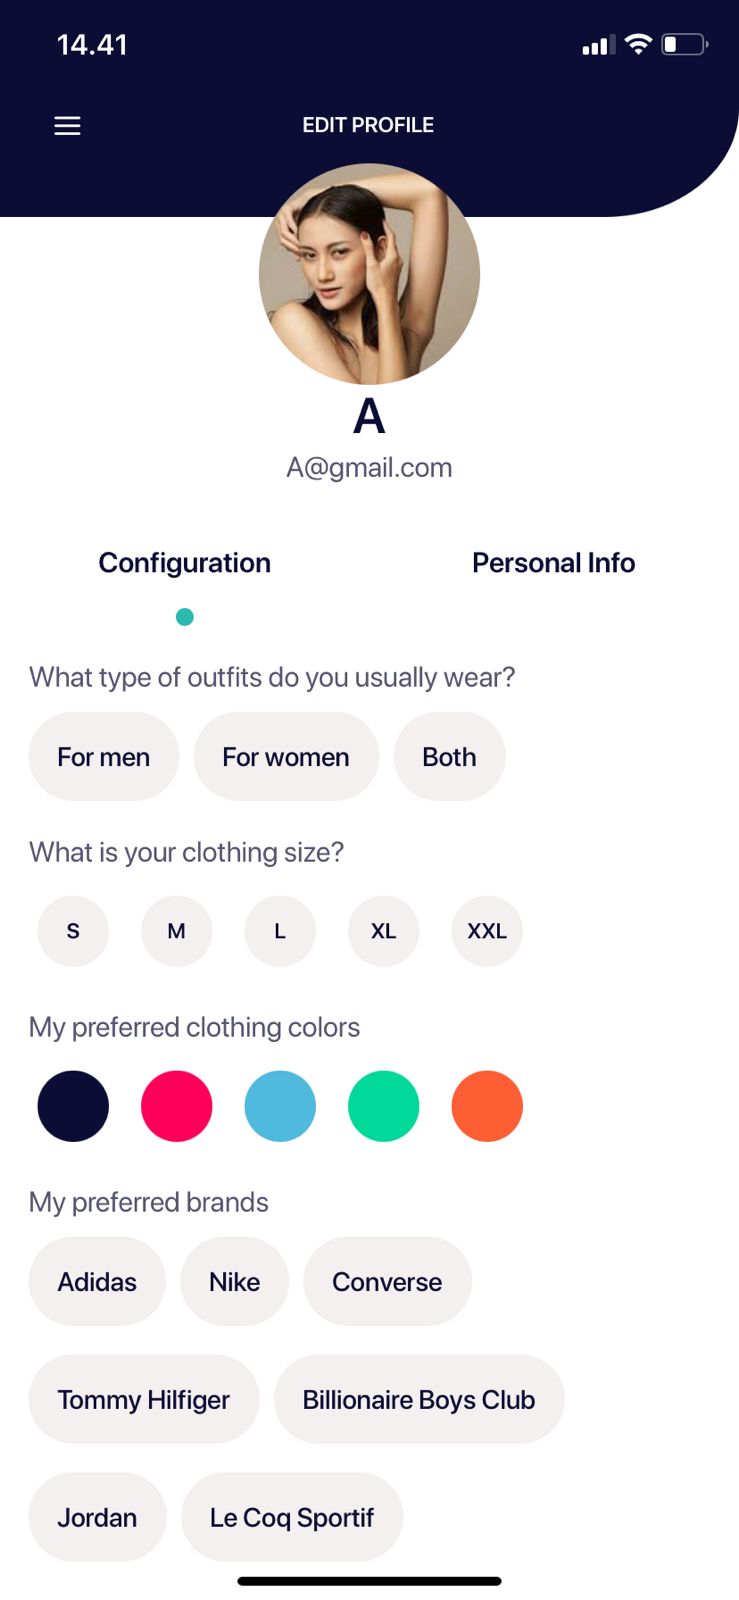 14.41
EDIT PROFILE
A
A@gmail.com
Configuration Personal Info
What type of outfits do you usually wear?
For men For women Both
What is your clothing size?
S M L XL XXL
My preferred clothing colors
My preferred brands
Adidas Nike Converse
Tommy Hilfiger Billionaire Boys Club
Jordan Le Coq Sportif